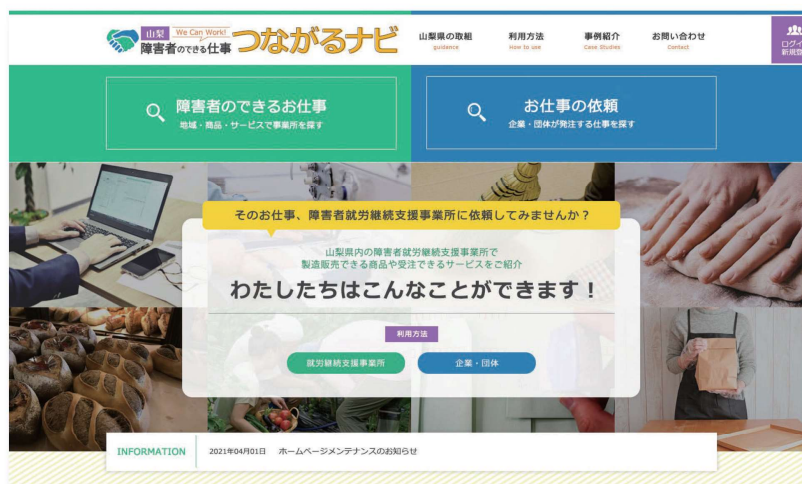 山梨 We Can Work!
障害者のできる仕事 つながるナビ
山梨県の取組
guidance
利用方法
How to use
事例紹介
Case Studies
お問い合わせ
Contact
ログイ
新規登
障害者のできるお仕事
地域・商品・サービスで事業所を探す
お仕事の依頼
企業・団体が発注する仕事を探す
そのお仕事、障害者就労継続支援事業所に依頼してみませんか？
山梨県内の障害者就労継続支援事業所で
製造販売できる商品や受注できるサービスをご紹介
わたしたちはこんなことができます！
利用方法
就労継続支援事業所
企業・団体
INFORMATION
2021年04月01日 ホームページメンテナンスのお知らせ